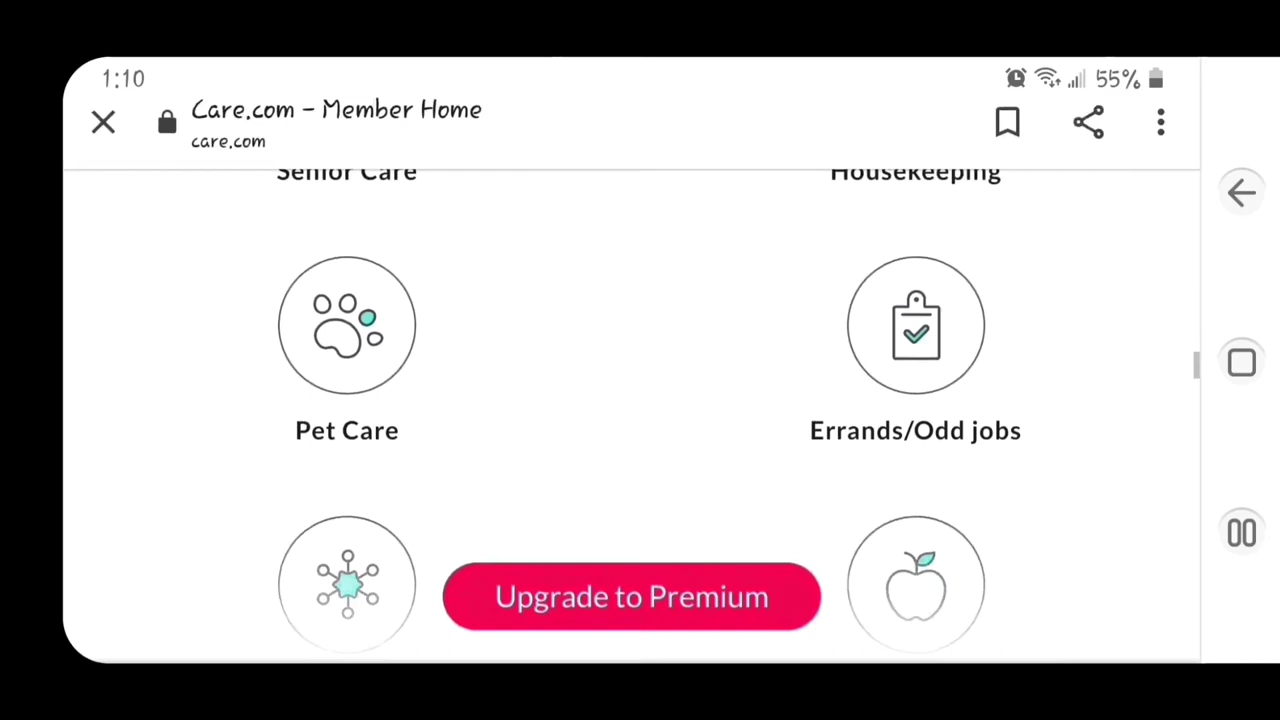 1:10
55%
Care.com – Member Home
care.com
Senior Care
Housekeeping
Pet Care
Errands/Odd jobs
Upgrade to Premium